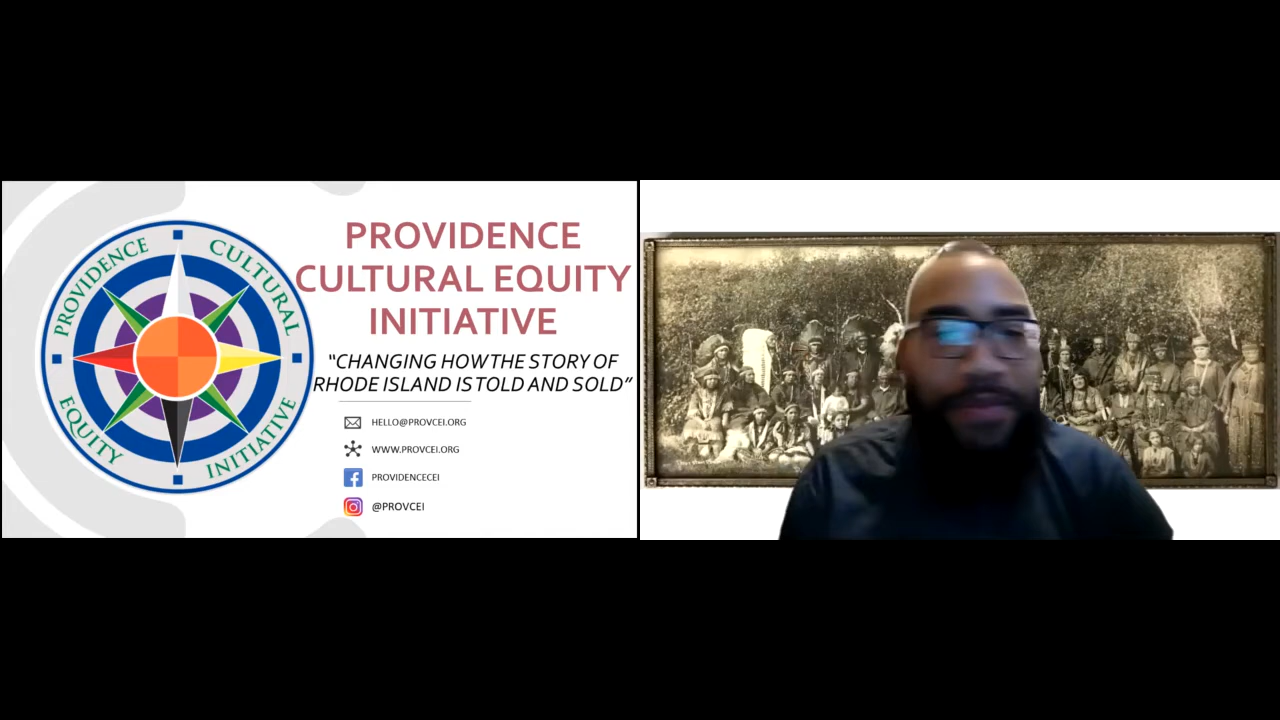 PROVIDENCE
CULTURAL
EQUITY
INITIATIVE
PROVIDENCE
CULTURAL EQUITY
INITIATIVE
“CHANGING HOW THE STORY OF
RHODE ISLAND IS TOLD AND SOLD”
HELLO@PROVCEI.ORG
WWW.PROVCEI.ORG
PROVIDENCECEI
@PROVCEI